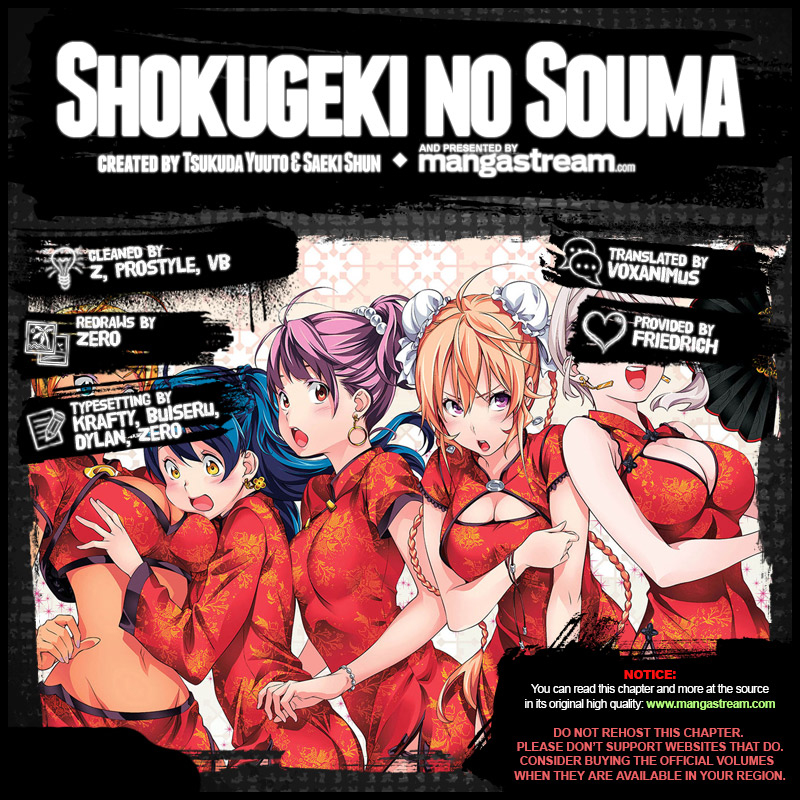 SHOKUGEKI NO SOUMA
CREATED BY TSUKUDA YUUTO & SAEKI SHUN ◆ AND PRESENTED BY
mangastream.com
CLEANED BY
Z, PROSTYLE, VB
REDRAWS BY
ZERO
TYPESETTING BY
KRAFTY, BUISERU,
DYLAN, ZERO
TRANSLATED BY
VOXANIMUS
PROVIDED BY
FRIEDRICH
NOTICE:
You can read this chapter and more at the source
in its original high quality: www.mangastream.com
DO NOT REHOST THIS CHAPTER.
PLEASE DON'T SUPPORT WEBSITES THAT DO.
CONSIDER BUYING THE OFFICIAL VOLUMES
WHEN THEY ARE AVAILABLE IN YOUR REGION.